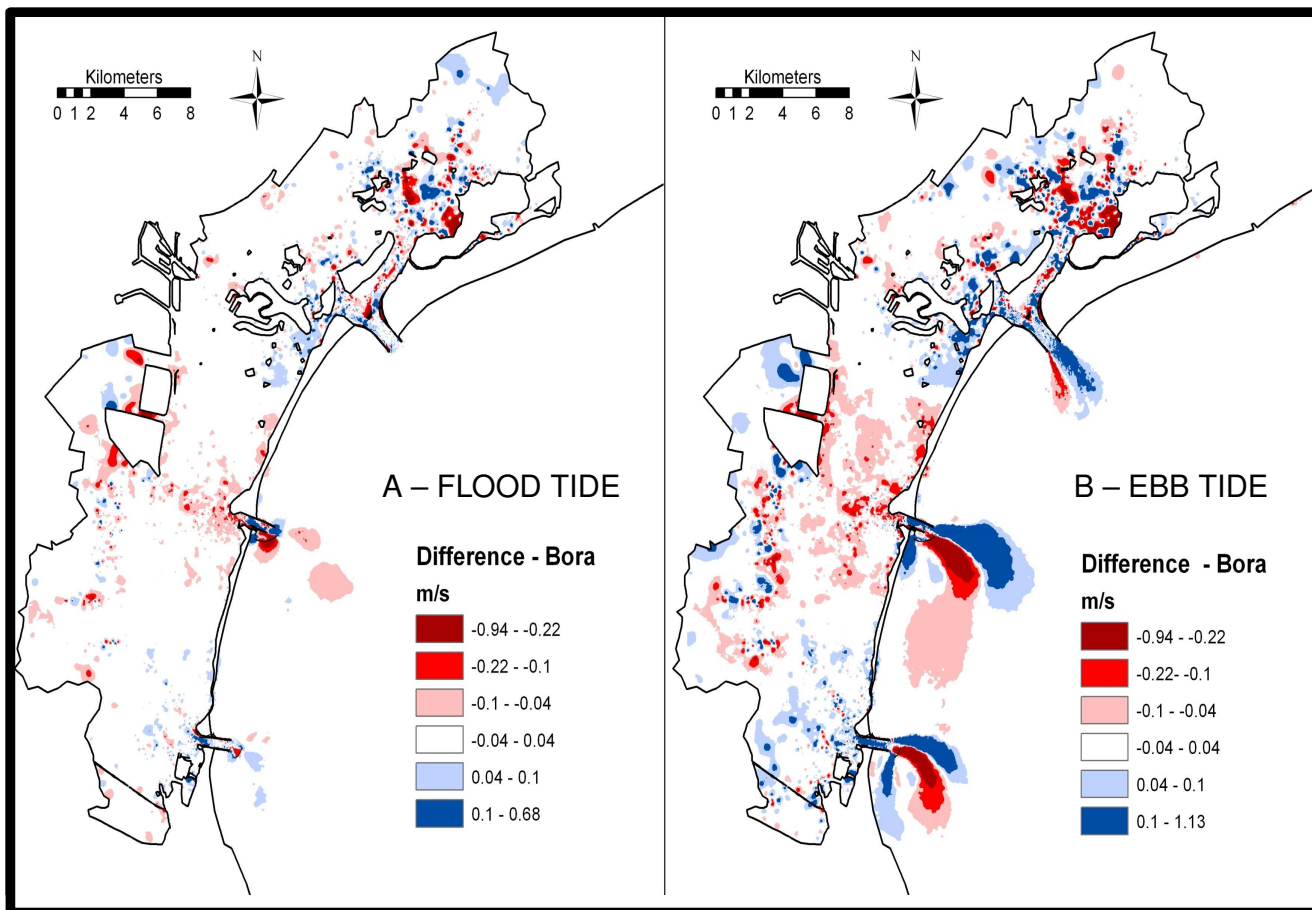 N
Kilometers
0 1 2 4 6 8
A – FLOOD TIDE
Difference - Bora
m/s
-0.94 - -0.22
-0.22 - -0.1
-0.1 - -0.04
-0.04 - 0.04
0.04 - 0.1
0.1 - 0.68
N
Kilometers
0 1 2 4 6 8
B – EBB TIDE
Difference - Bora
m/s
-0.94 - -0.22
-0.22- -0.1
-0.1 - -0.04
-0.04 - 0.04
0.04 - 0.1
0.1 - 1.13